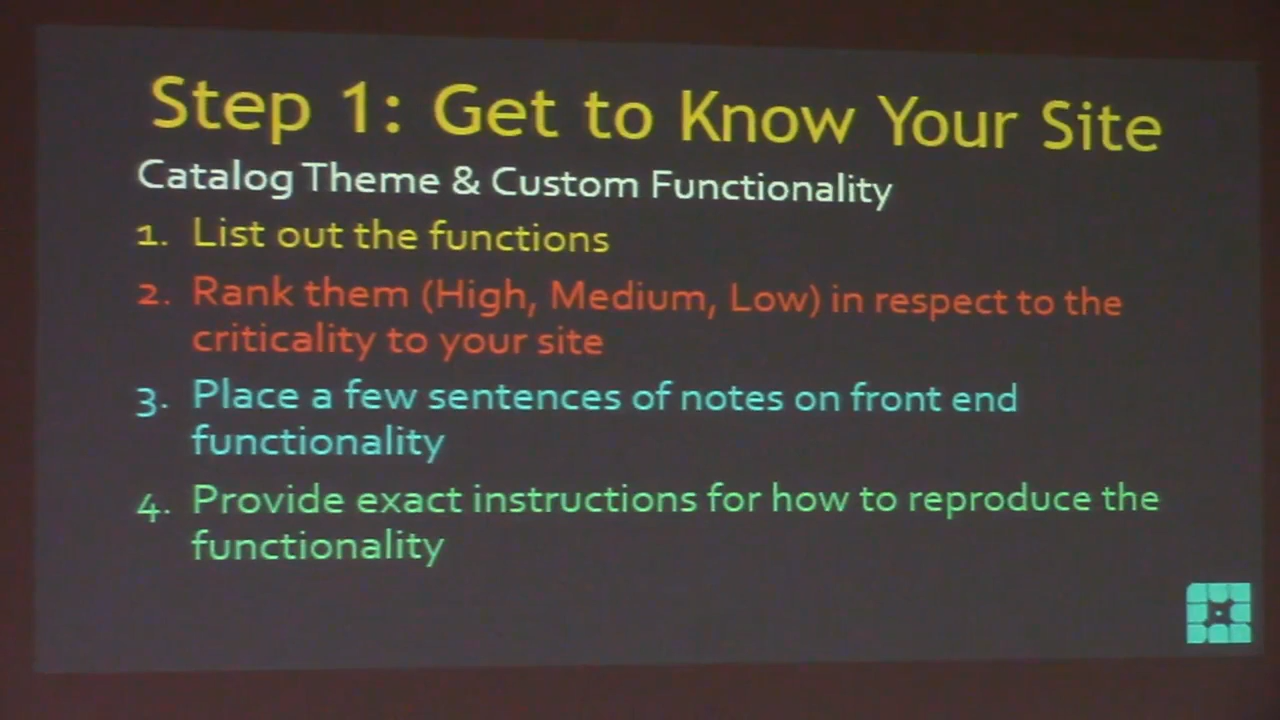 Step 1: Get to Know Your Site
Catalog Theme & Custom Functionality
1. List out the functions
2. Rank them (High, Medium, Low) in respect to the
criticality to your site
3. Place a few sentences of notes on front end
functionality
4. Provide exact instructions for how to reproduce the
functionality